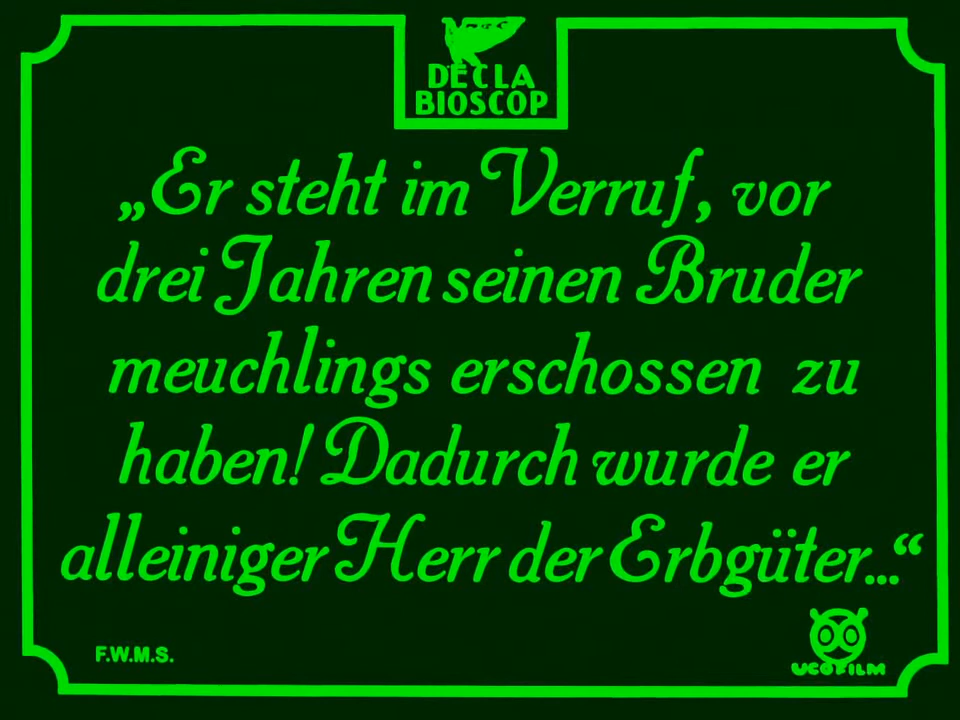 DECLA
BIOSCOP
„Er steht im Verruf, vor
drei Jahren seinen Bruder
meuchlings erschossen zu
haben! Dadurch wurde er
alleiniger Herr der Erbgüter...“
F.W.M.S.
UCOFILM